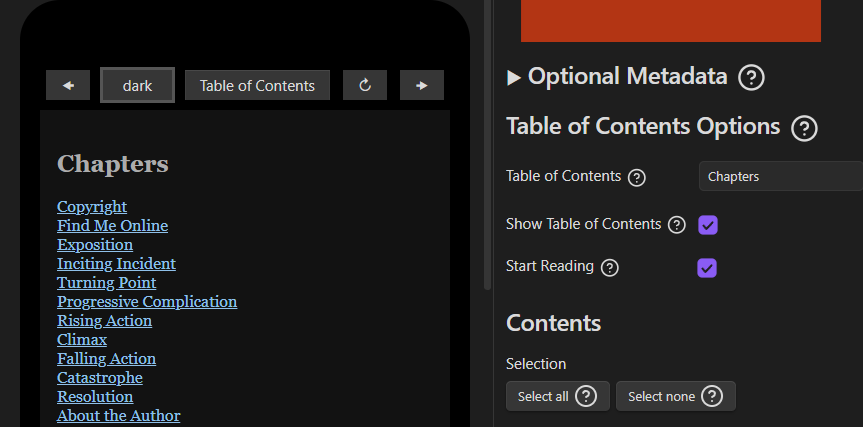 dark
Table of Contents
Chapters
Copyright
Find Me Online
Exposition
Inciting Incident
Turning Point
Progressive Complication
Rising Action
Climax
Falling Action
Catastrophe
Resolution
About the Author
Optional Metadata ?
Table of Contents Options ?
Table of Contents ? Chapters
Show Table of Contents ?
Start Reading ?
Contents
Selection
Select all ? Select none ?